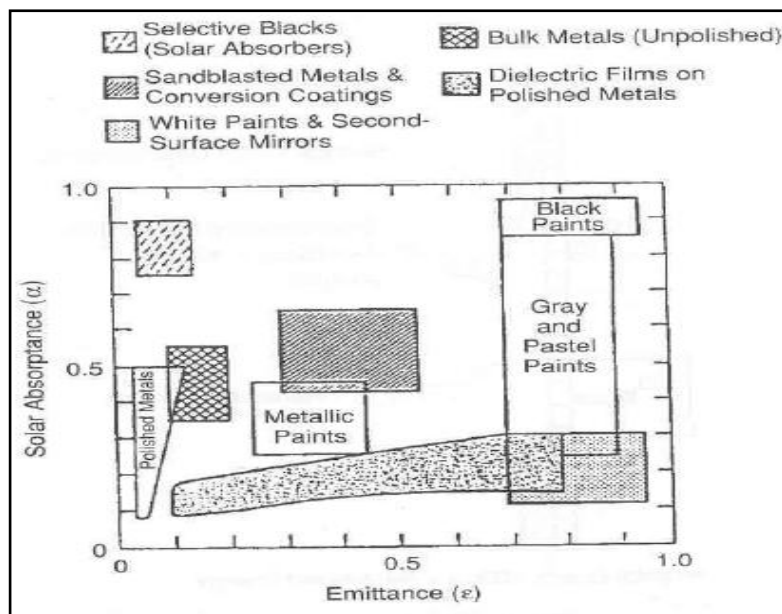 Selective Blacks
(Solar Absorbers)
Sandblasted Metals &
Conversion Coatings
White Paints & Second-
Surface Mirrors
Bulk Metals (Unpolished)
Dielectric Films on
Polished Metals
1.0
0.5
0
Solar Absorptance (α)
Polished Metals
Metallic
Paints
Black
Paints
Gray
and
Pastel
Paints
0
0.5
1.0
Emittance (ε)